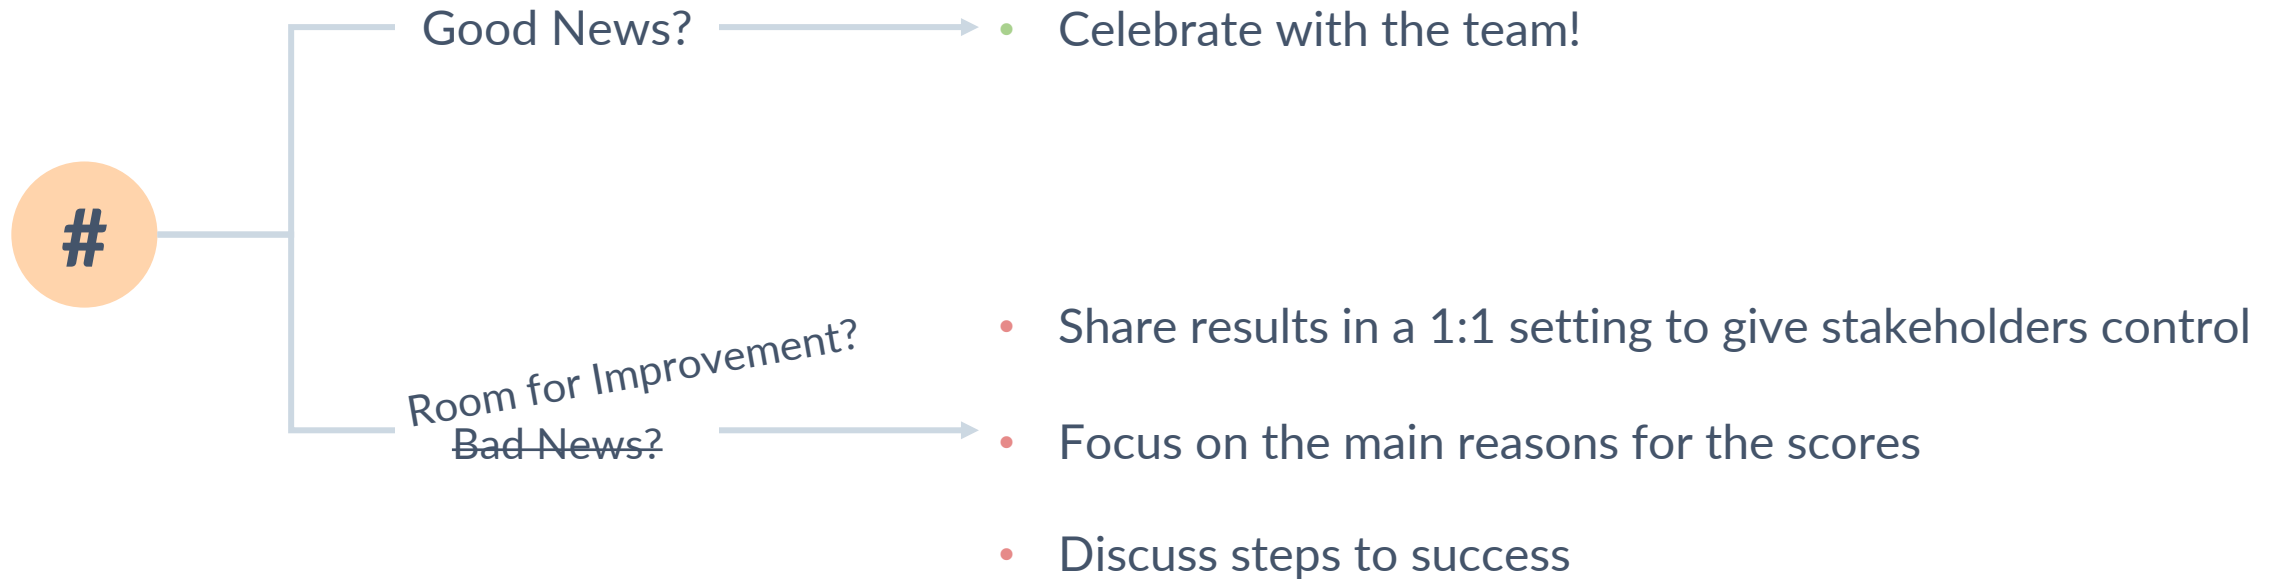 Good News?
• Celebrate with the team!
#
Room for Improvement?
Bad News?
• Share results in a 1:1 setting to give stakeholders control
• Focus on the main reasons for the scores
• Discuss steps to success